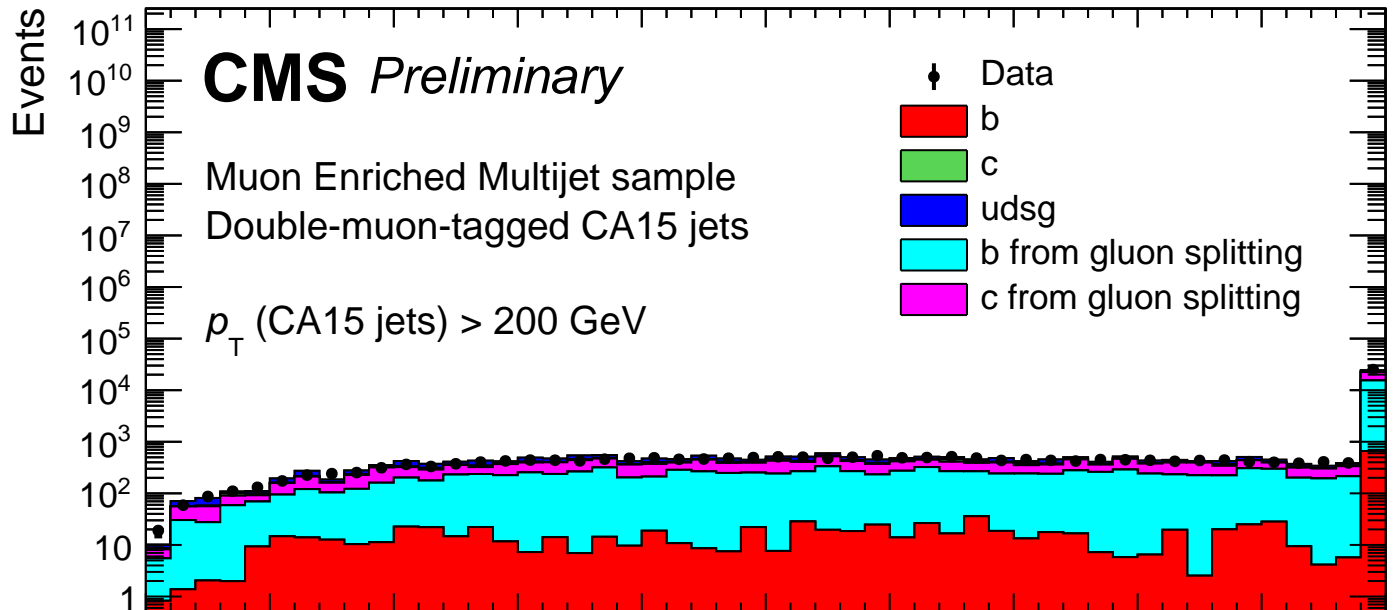 Events
10^11
10^10
10^9
10^8
10^7
10^6
10^5
10^4
10^3
10^2
10
1
CMS Preliminary
Muon Enriched Multijet sample
Double-muon-tagged CA15 jets
p_T (CA15 jets) > 200 GeV
Data
b
c
udsg
b from gluon splitting
c from gluon splitting